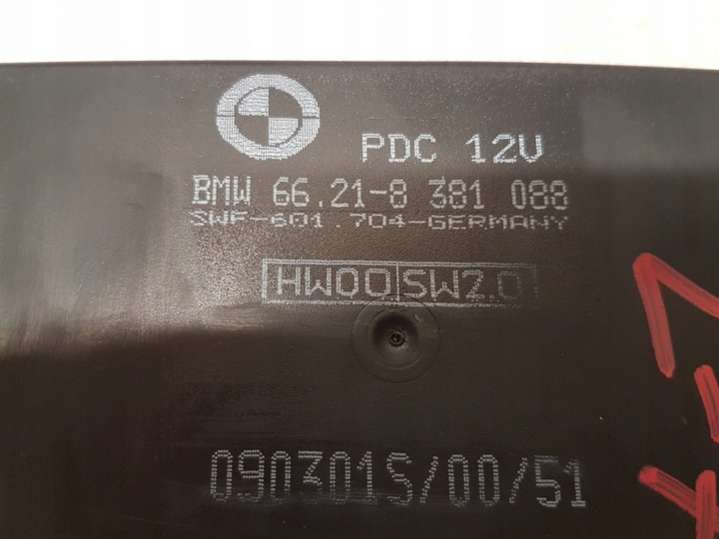 PDC 12V
BMW 66.21-8 381 088
SWF-601.704-GERMANY
HW00 SW2.0
090301S/00/51